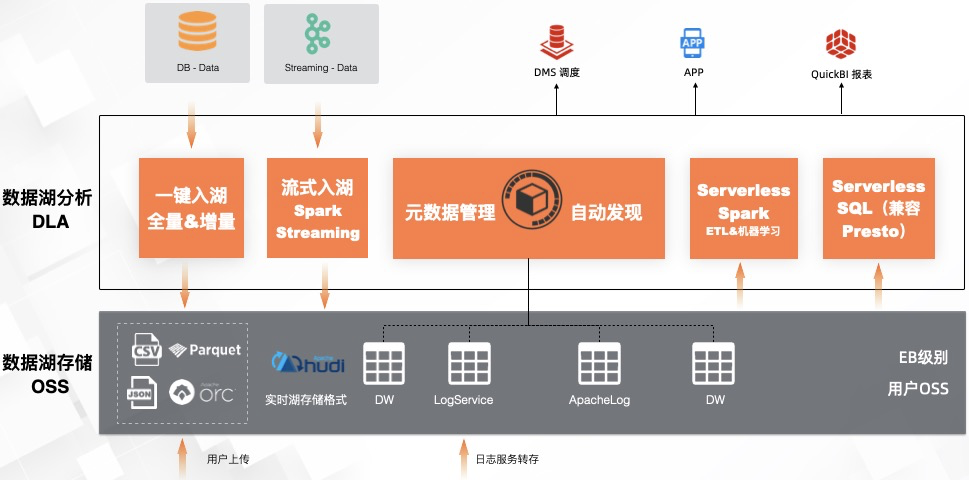 DB - Data
Streaming - Data
DMS 调度
APP
APP
QuickBI 报表
数据湖分析
DLA
一键入湖
全量&增量
流式入湖
Spark
Streaming
元数据管理
自动发现
Serverless
Spark
ETL&机器学习
Serverless
SQL（兼容
Presto）
数据湖存储
OSS
CSV
Parquet
JSON
Apache
orc
hudi
实时湖存储格式
DW
LogService
ApacheLog
DW
EB级别
用户OSS
用户上传
日志服务转存